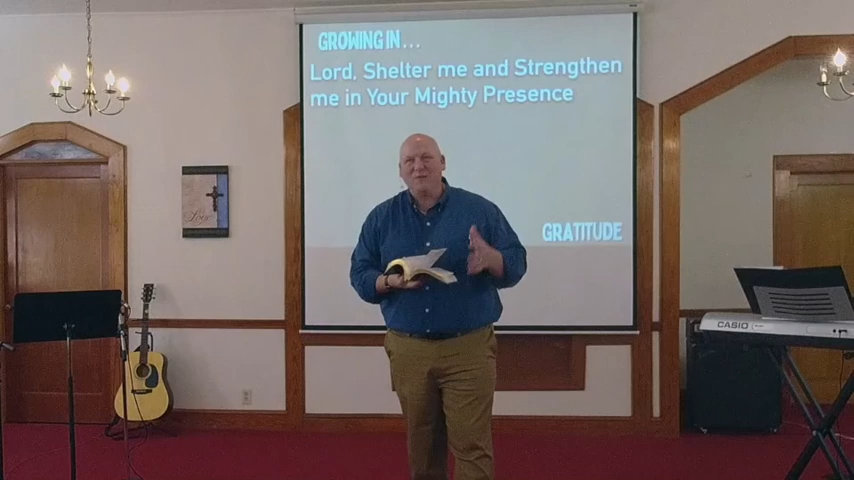 GROWING IN...
Lord, Shelter me and Strengthen
me in Your Mighty Presence
GRATITUDE
CASIO